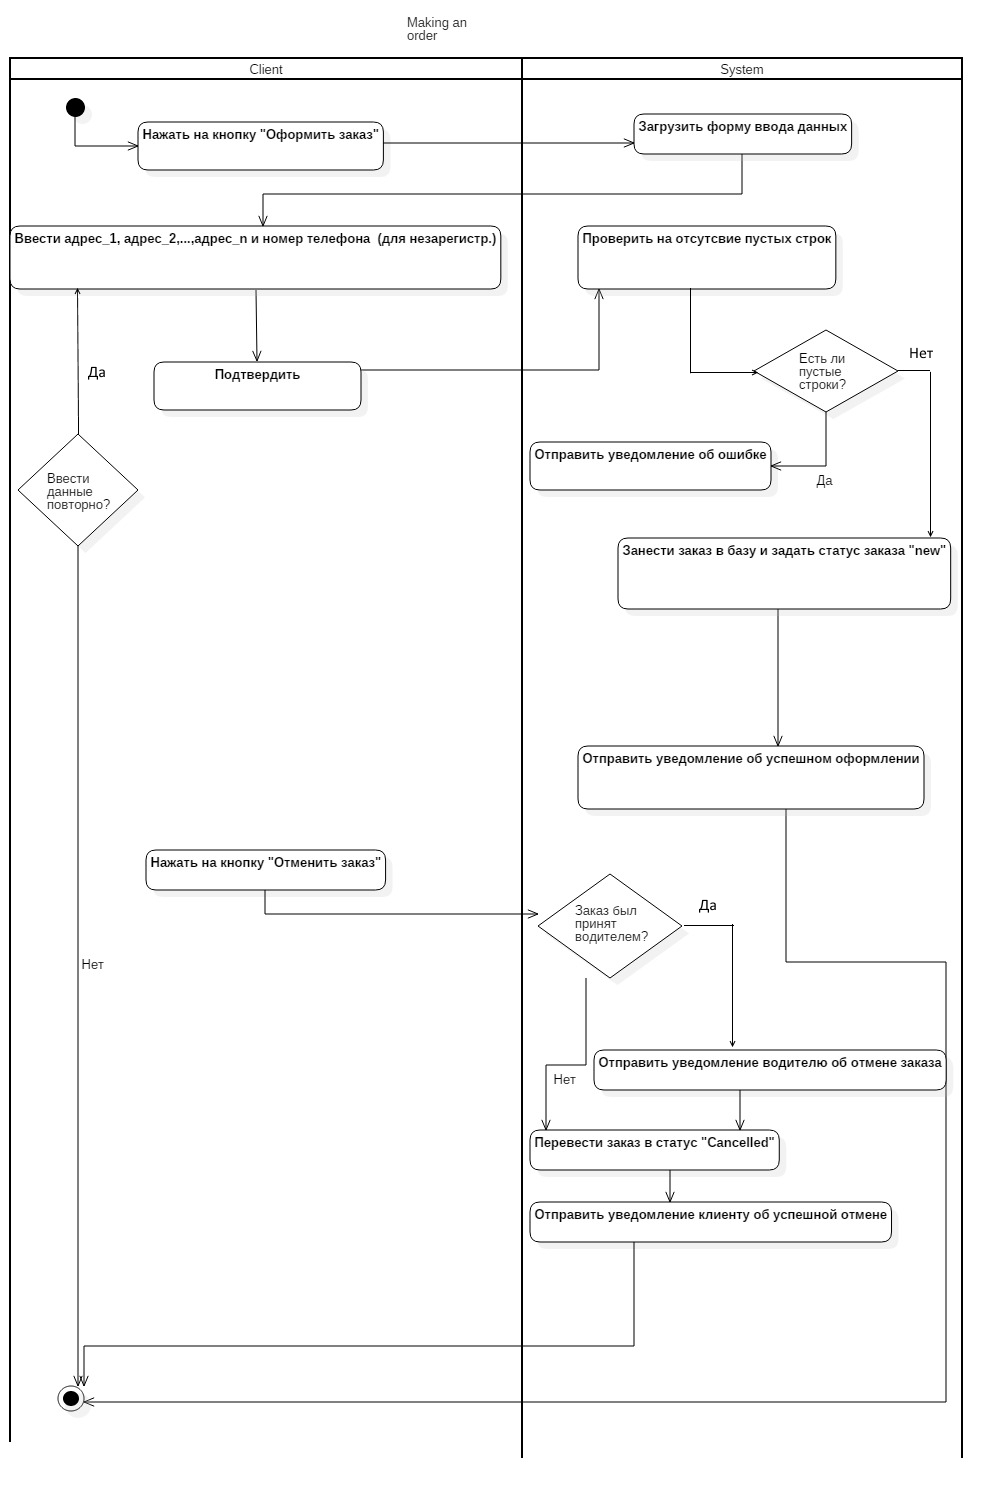 Making an
order
Client
System
Нажать на кнопку "Оформить заказ"
Загрузить форму ввода данных
Ввести адрес_1, адрес_2,...,адрес_n и номер телефона  (для незарегистр.)
Проверить на отсутсвие пустых строк
Есть ли
пустые
строки?
Нет
Да
Подтвердить
Отправить уведомление об ошибке
Да
Ввести
данные
повторно?
Занести заказ в базу и задать статус заказа "new"
Отправить уведомление об успешном оформлении
Нажать на кнопку "Отменить заказ"
Заказ был
принят
водителем?
Да
Нет
Отправить уведомление водителю об отмене заказа
Нет
Перевести заказ в статус "Cancelled"
Отправить уведомление клиенту об успешной отмене